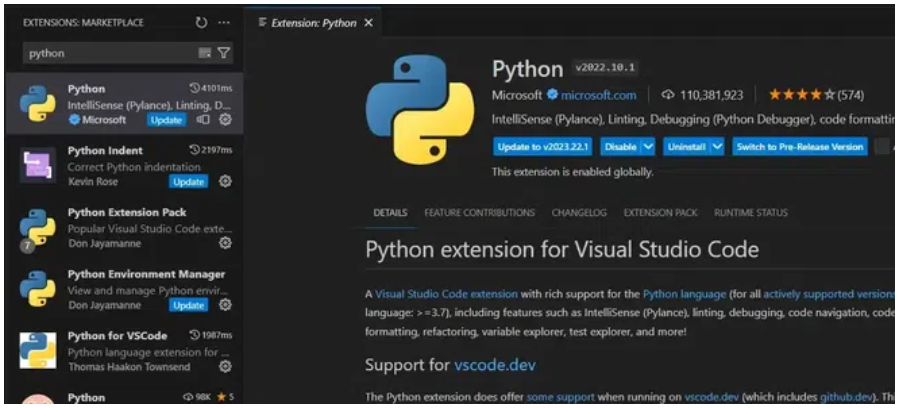 EXTENSIONS: MARKETPLACE
python
Python 4101ms
IntelliSense (Pylance), Linting, D...
Microsoft Update
Python Indent 2197ms
Correct Python indentation
Kevin Rose Update
Python Extension Pack
Popular Visual Studio Code exte...
7 Don Jayamanne
Python Environment Manager
View and manage Python envir...
Don Jayamanne Update
Python for VSCode 1987ms
Python language extension for ...
Thomas Haakon Townsend
Python 98K 5
Extension: Python
Python v2022.10.1
Microsoft microsoft.com 110,381,923 (574)
IntelliSense (Pylance), Linting, Debugging (Python Debugger), code formattin
Update to v2023.22.1 Disable Uninstall Switch to Pre-Release Version
This extension is enabled globally.
DETAILS FEATURE CONTRIBUTIONS CHANGELOG EXTENSION PACK RUNTIME STATUS
Python extension for Visual Studio Code
A Visual Studio Code extension with rich support for the Python language (for all actively supported versions
language: >=3.7), including features such as IntelliSense (Pylance), linting, debugging, code navigation, code
formatting, refactoring, variable explorer, test explorer, and more!
Support for vscode.dev
The Python extension does offer some support when running on vscode.dev (which includes github.dev). Th